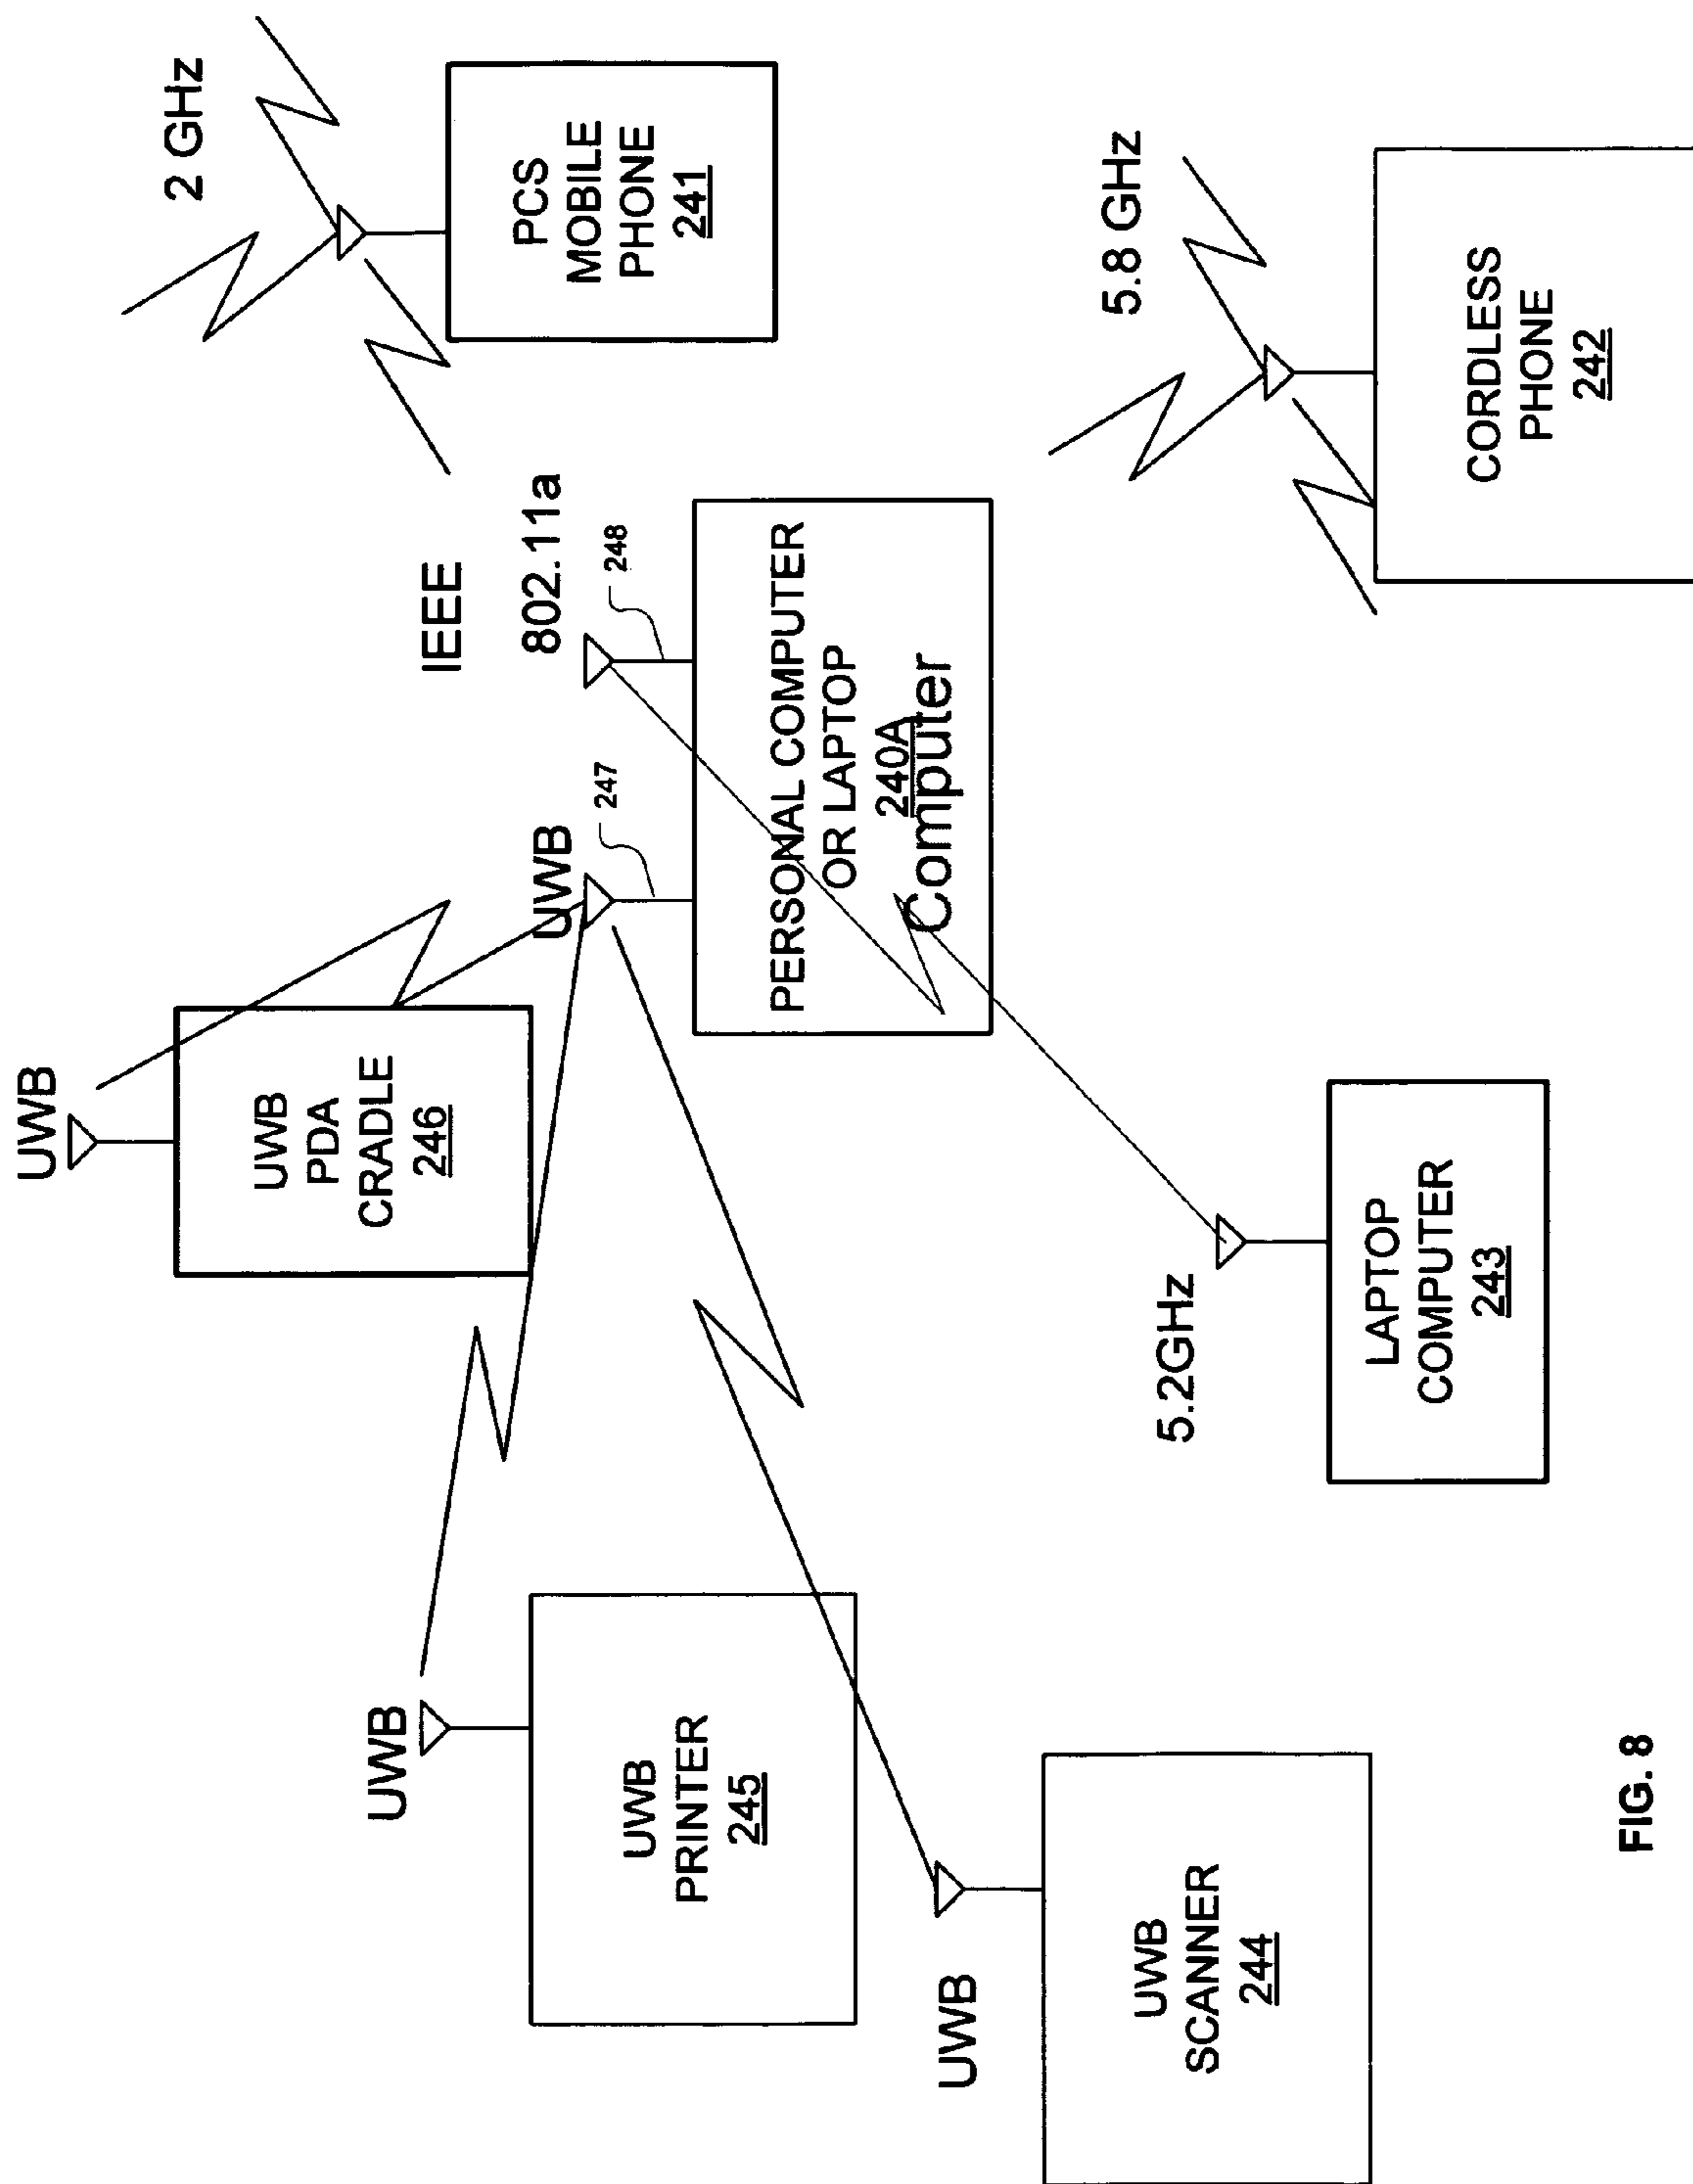 UWB
UWB
PDA
CRADLE
246
2 GHz
PCS
MOBILE
PHONE
241
UWB
UWB
PRINTER
245
UWB
247
IEEE
802.11a
248
PERSONAL COMPUTER
OR LAPTOP
240A
Computer
UWB
UWB
SCANNER
244
5.2GHz
LAPTOP
COMPUTER
243
5.8 GHz
CORDLESS
PHONE
242
FIG. 8